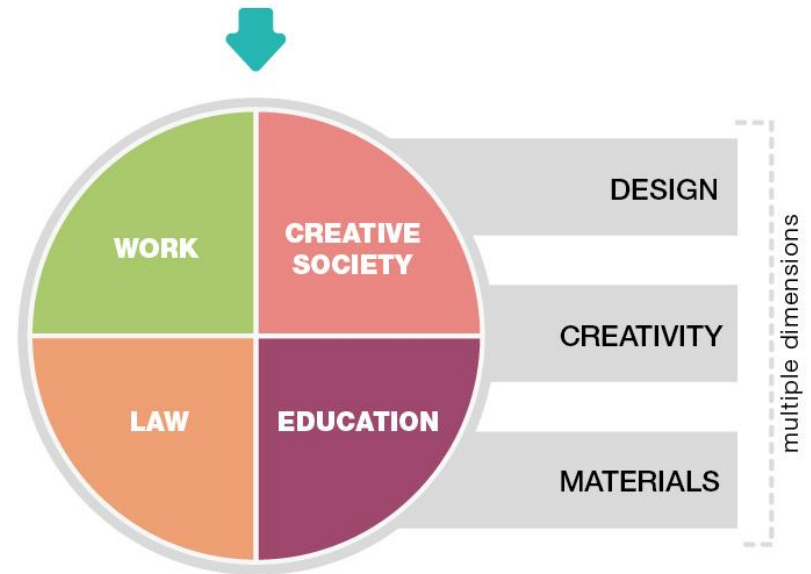 WORK
CREATIVE
SOCIETY
LAW
EDUCATION
DESIGN
CREATIVITY
MATERIALS
multiple dimensions